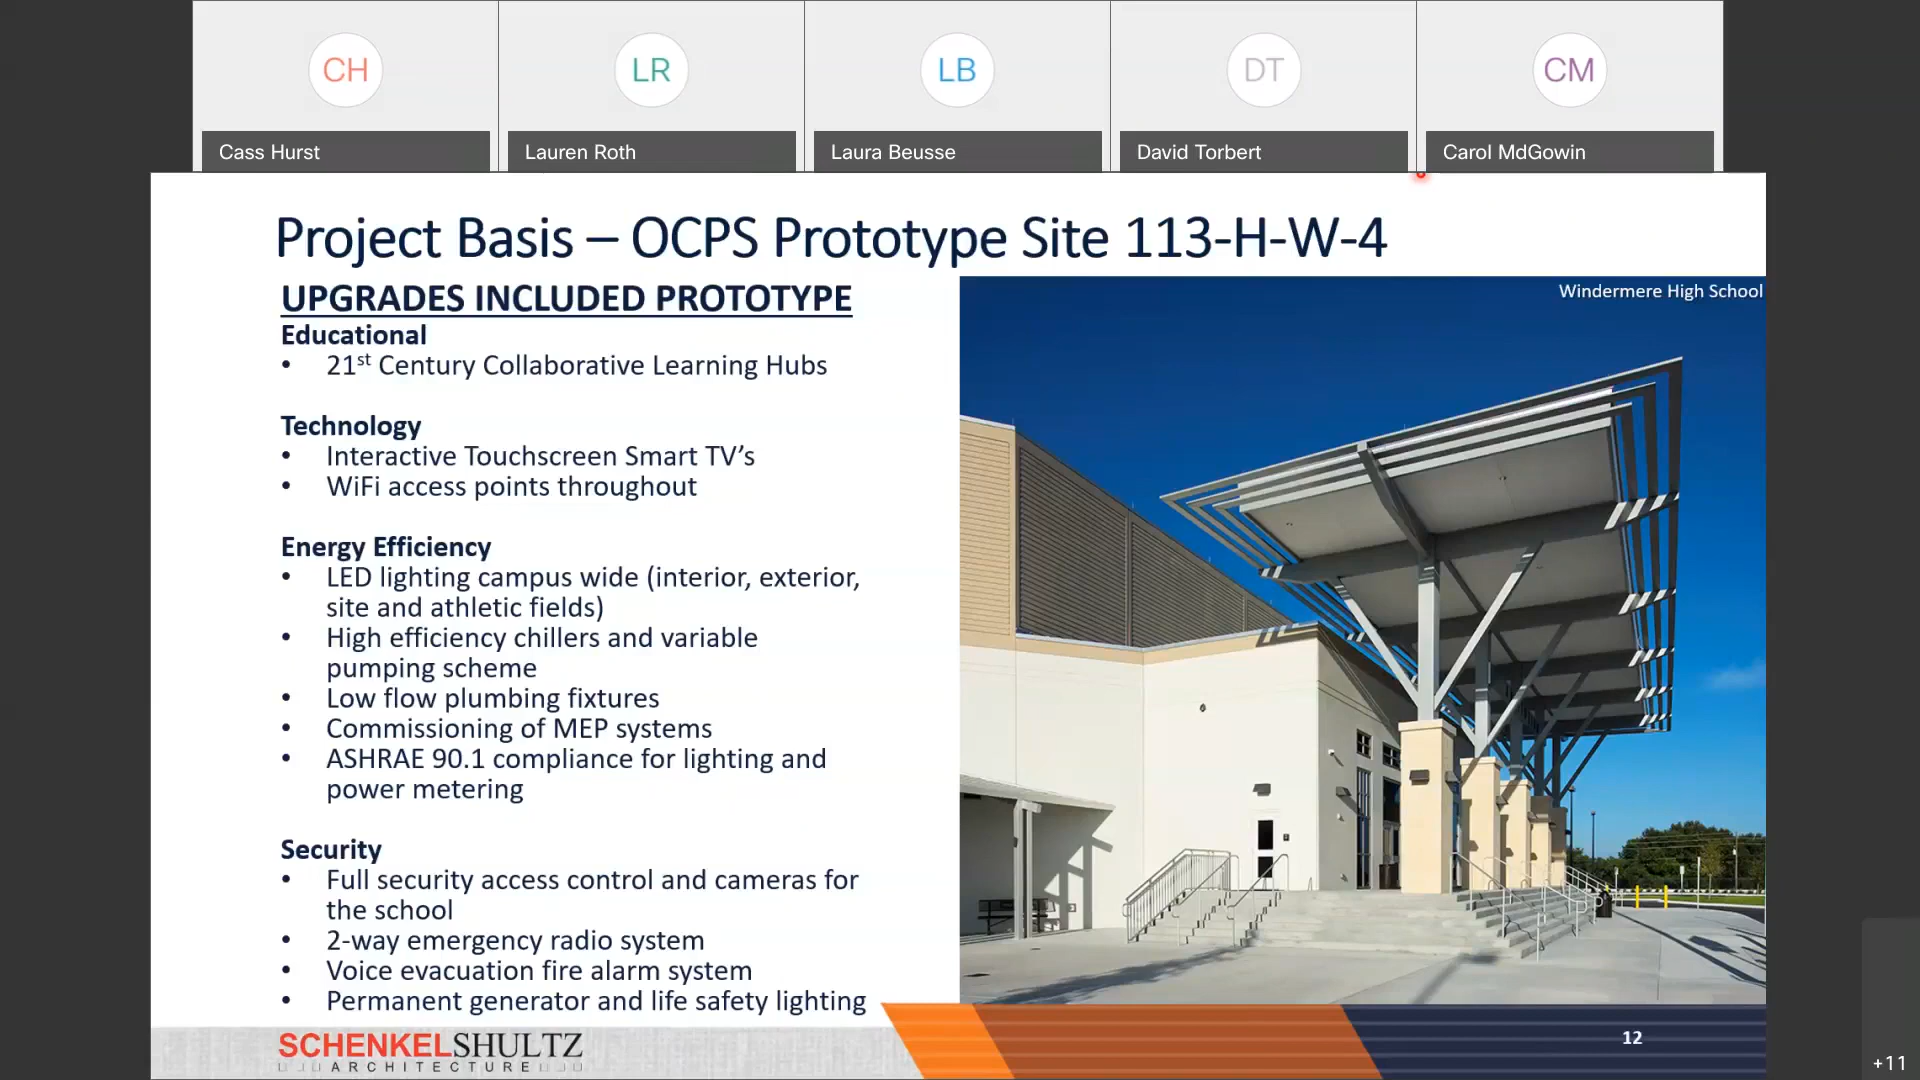 CH
LR
LB
DT
CM
Cass Hurst
Lauren Roth
Laura Beusse
David Torbert
Carol MdGowin
Project Basis – OCPS Prototype Site 113-H-W-4
UPGRADES INCLUDED PROTOTYPE
Educational
• 21st Century Collaborative Learning Hubs
Technology
• Interactive Touchscreen Smart TV’s
• WiFi access points throughout
Energy Efficiency
• LED lighting campus wide (interior, exterior,
site and athletic fields)
• High efficiency chillers and variable
pumping scheme
• Low flow plumbing fixtures
• Commissioning of MEP systems
• ASHRAE 90.1 compliance for lighting and
power metering
Security
• Full security access control and cameras for
the school
• 2-way emergency radio system
• Voice evacuation fire alarm system
• Permanent generator and life safety lighting
Windermere High School
SCHENKELSHULTZ
ARCHITECTURE
12
+11